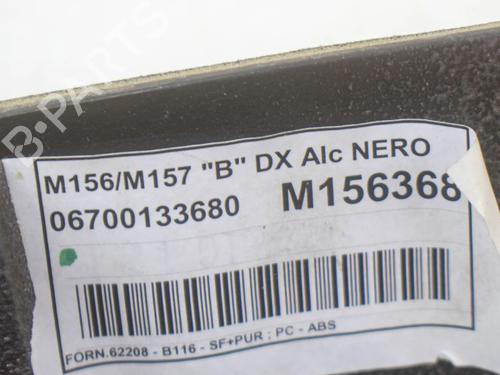 B-PARTS
M156/M157 "B" DX Alc NERO
06700133680 M156368
FORN.62208 - B116 - SF+PUR ; PC - ABS